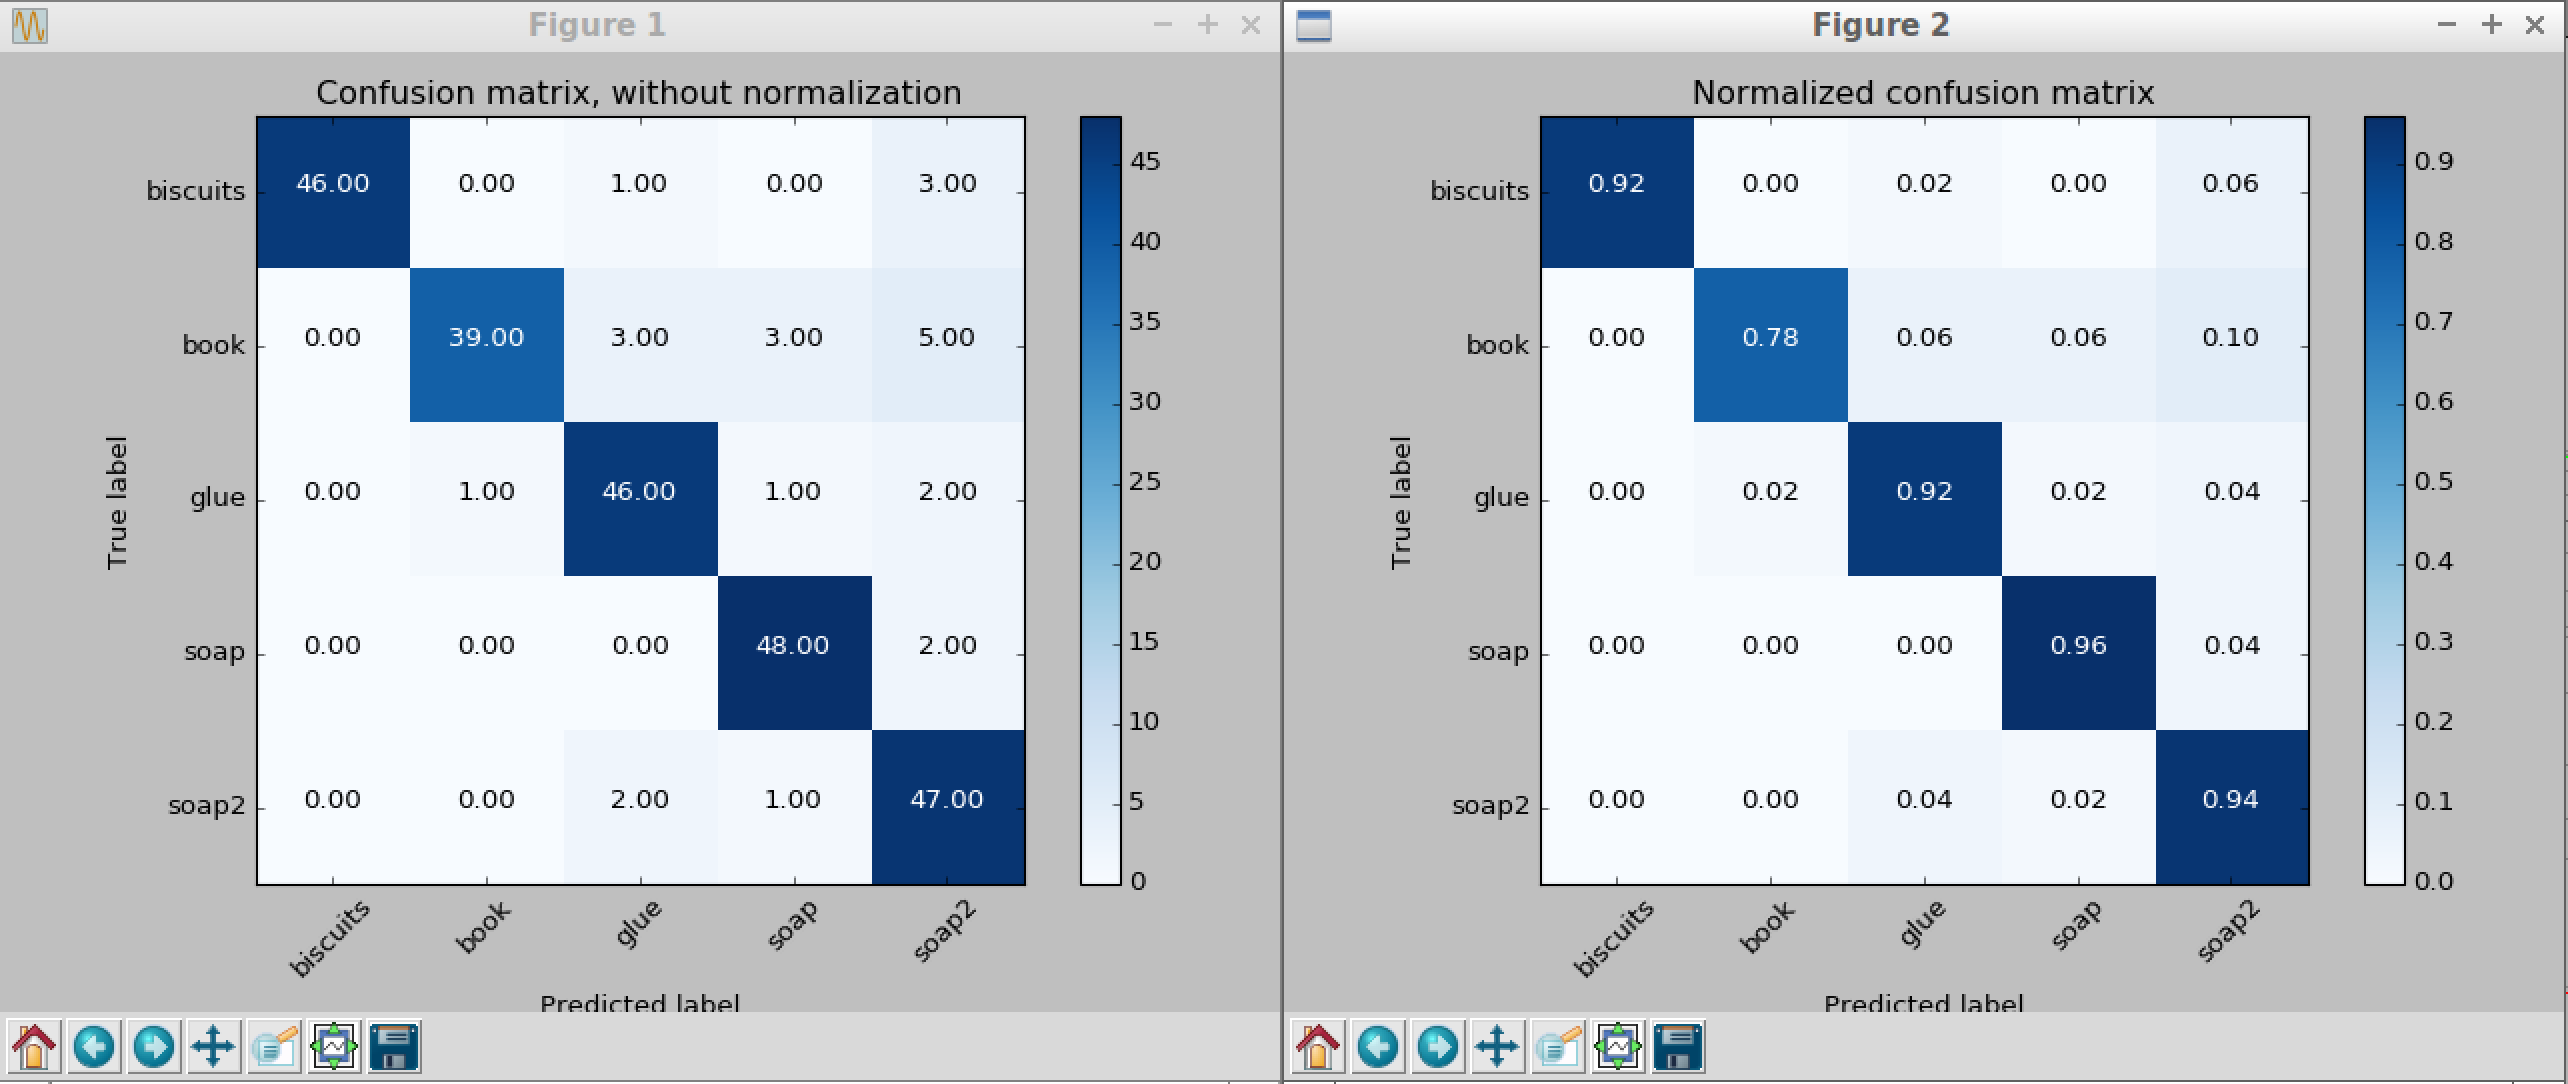 Figure 1
Confusion matrix, without normalization
biscuits 46.00 0.00 1.00 0.00 3.00
book 0.00 39.00 3.00 3.00 5.00
glue 0.00 1.00 46.00 1.00 2.00
soap 0.00 0.00 0.00 48.00 2.00
soap2 0.00 0.00 2.00 1.00 47.00
True label
biscuits book glue soap soap2
Predicted label
45
40
35
30
25
20
15
10
5
0
Figure 2
Normalized confusion matrix
biscuits 0.92 0.00 0.02 0.00 0.06
book 0.00 0.78 0.06 0.06 0.10
glue 0.00 0.02 0.92 0.02 0.04
soap 0.00 0.00 0.00 0.96 0.04
soap2 0.00 0.00 0.04 0.02 0.94
True label
biscuits book glue soap soap2
Predicted label
0.9
0.8
0.7
0.6
0.5
0.4
0.3
0.2
0.1
0.0